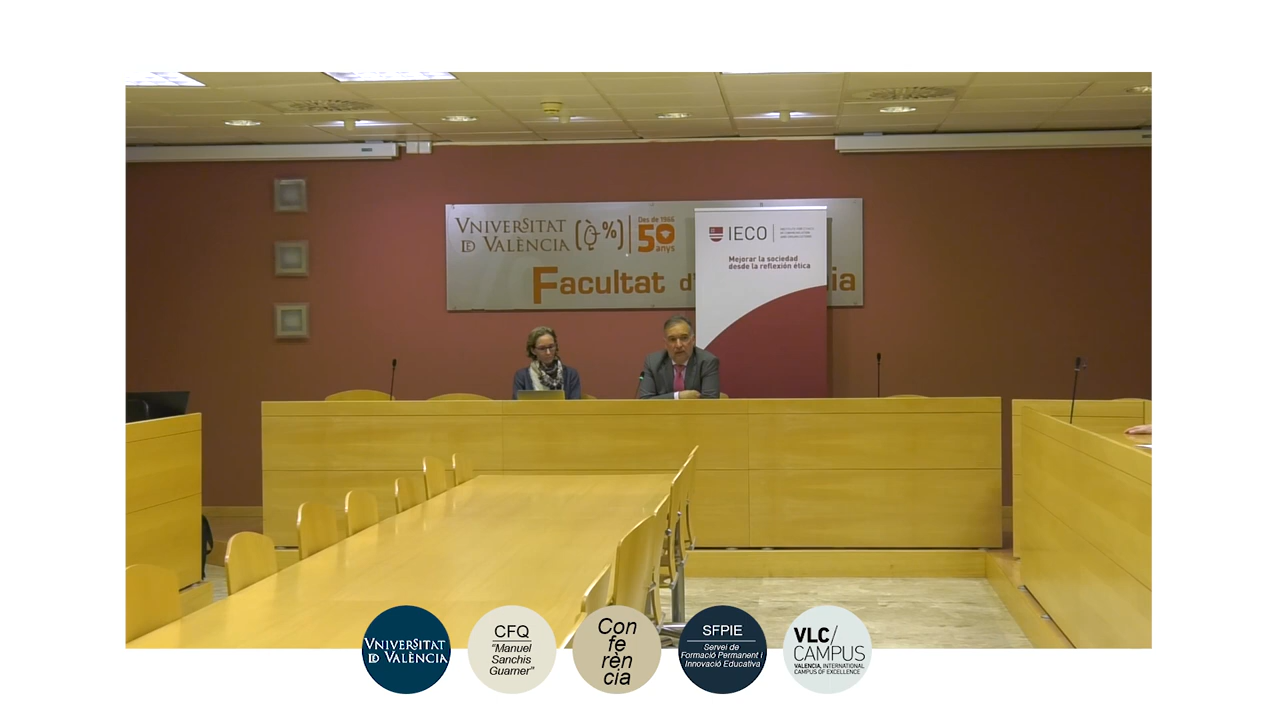 VNIVERSITAT
DE VALÈNCIA
%
Des de 1966
50
anys
Facultat d'
ia
IECO
Mejorar la sociedad
desde la reflexión ética
VNIVERSITAT
DE VALÈNCIA
CFQ
"Manuel
Sanchis
Guarner"
Con
fe
rèn
cia
SFPIE
Servei de
Formació Permanent i
Innovació Educativa
VLC/
CAMPUS
VALENCIA, INTERNATIONAL
CAMPUS OF EXCELLENCE